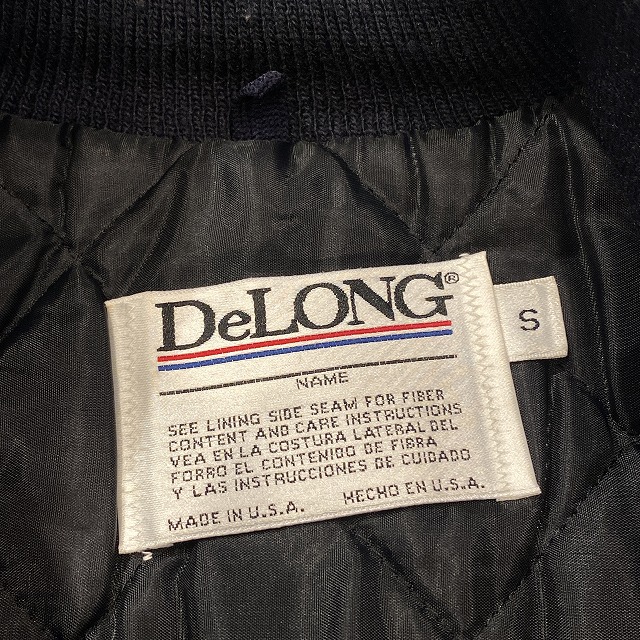 DeLONG®
S
NAME
SEE LINING SIDE SEAM FOR FIBER
CONTENT AND CARE INSTRUCTIONS
VEA EN LA COSTURA LATERAL DEL
FORRO EL CONTENIDO DE FIBRA
Y LAS INSTRUCCIONES DE CUIDADO
MADE IN U.S.A. HECHO EN U.S.A.